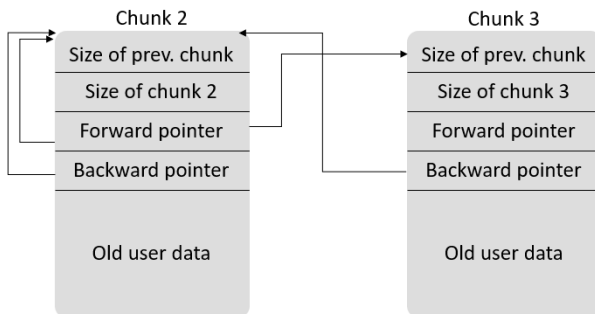 Chunk 2
Size of prev. chunk
Size of chunk 2
Forward pointer
Backward pointer
Old user data
Chunk 3
Size of prev. chunk
Size of chunk 3
Forward pointer
Backward pointer
Old user data